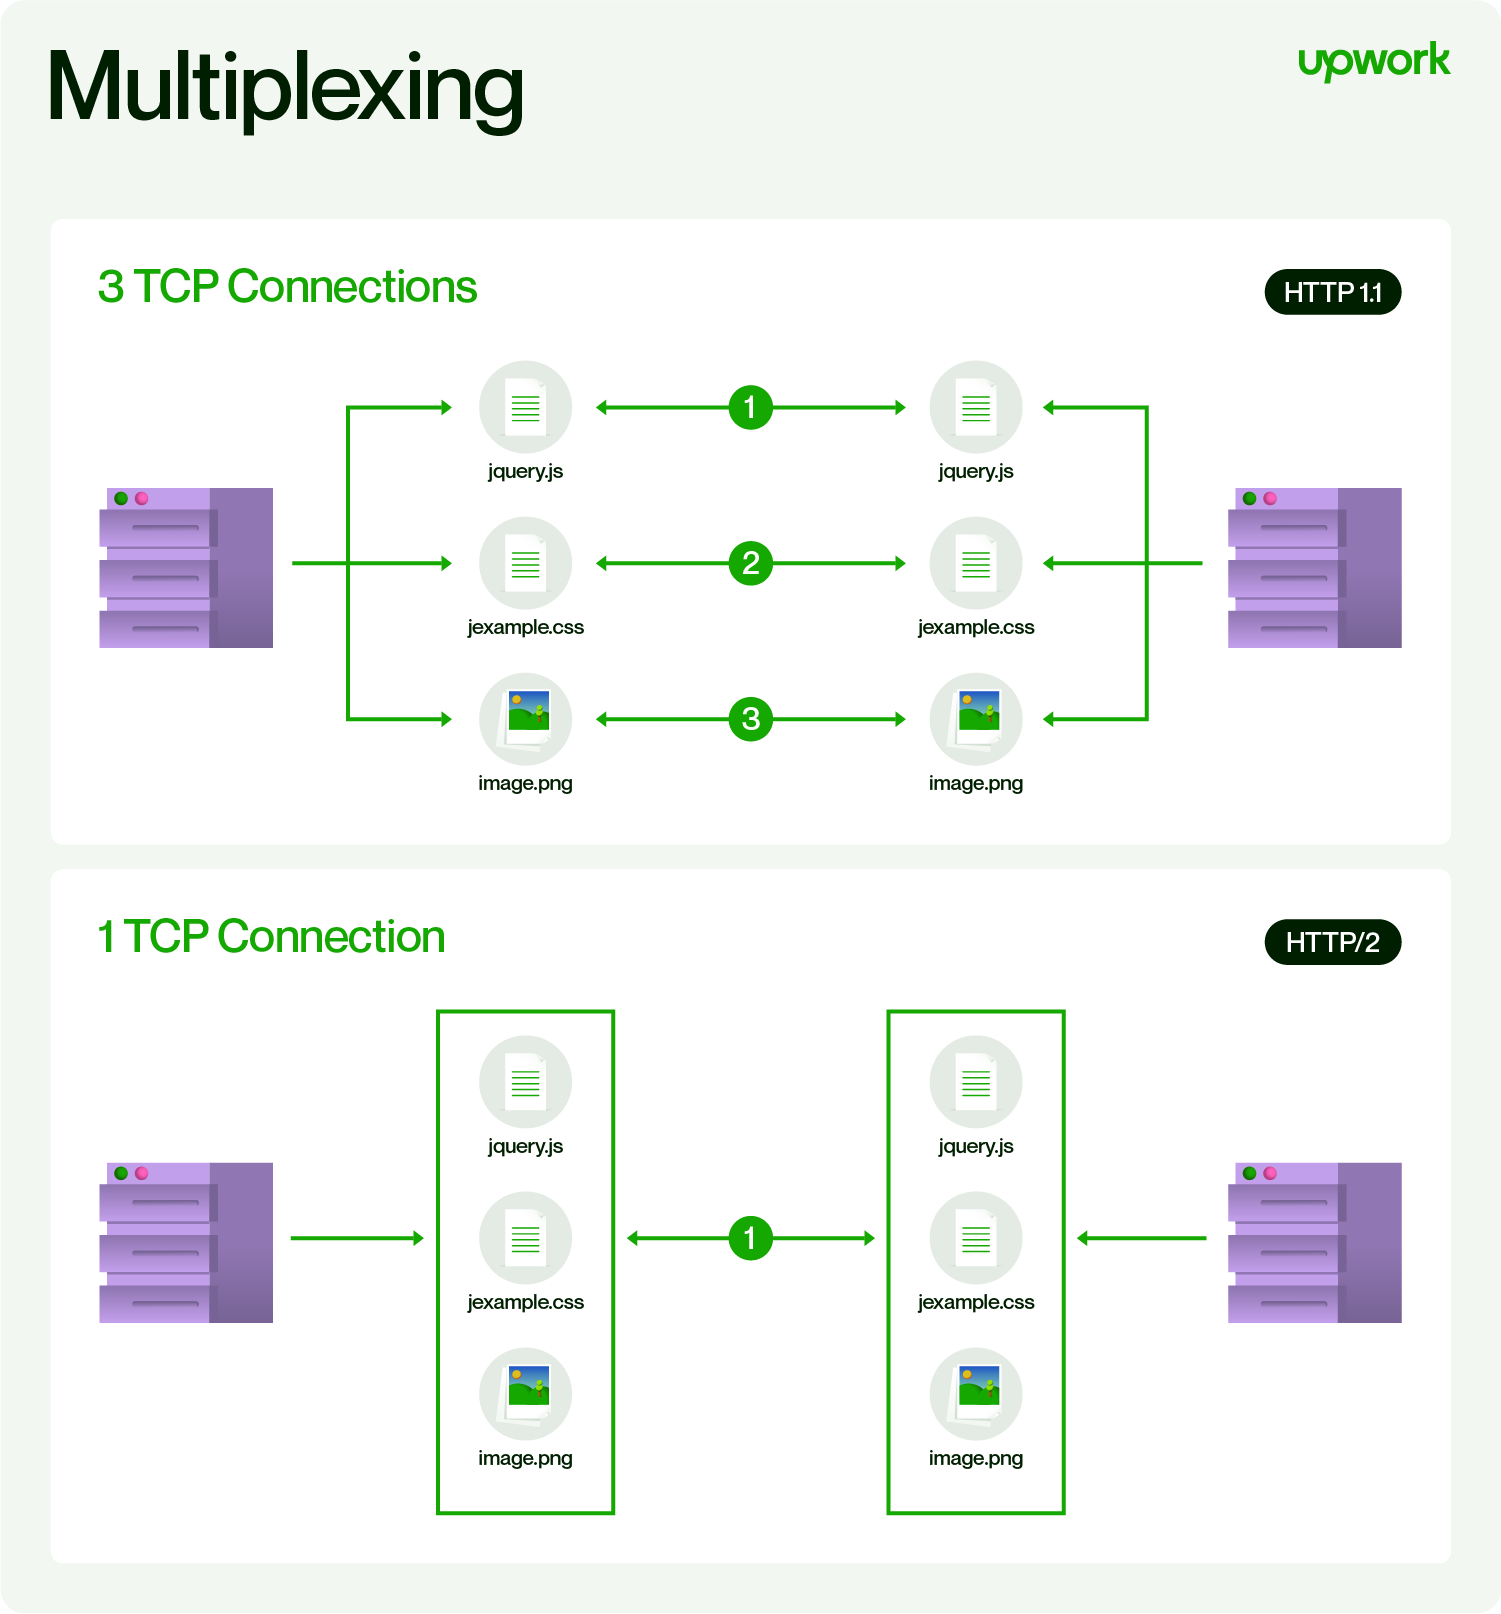 Multiplexing
upwork
3 TCP Connections
HTTP 1.1
1
jquery.js
jquery.js
2
jexample.css
jexample.css
3
image.png
image.png
1 TCP Connection
HTTP/2
jquery.js
jquery.js
1
jexample.css
jexample.css
image.png
image.png